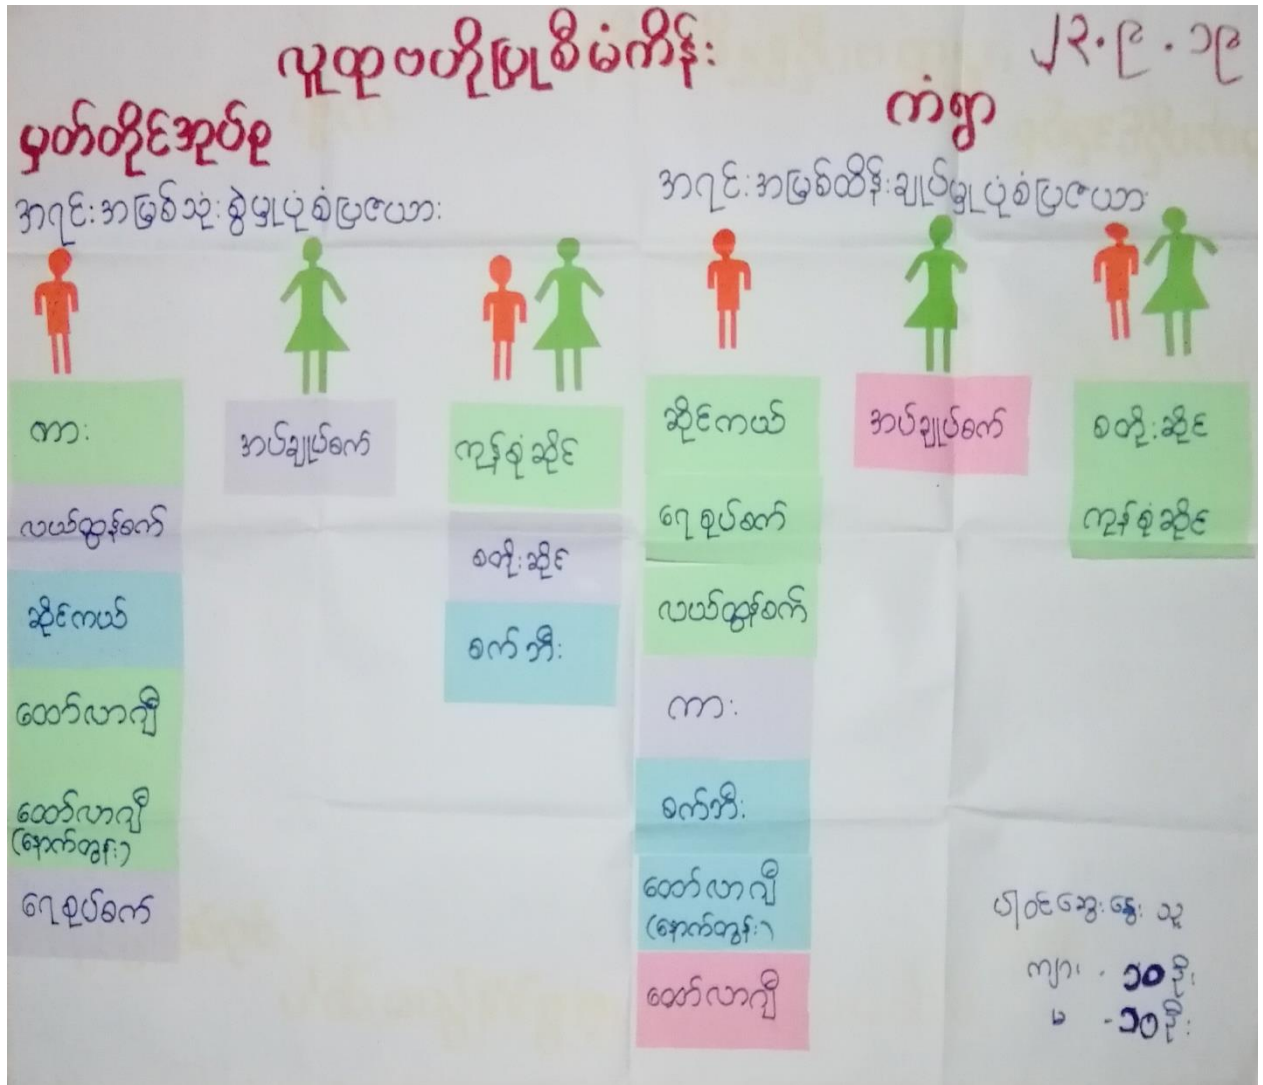 လူထုဗဟိုပြုစီမံကိန်း
၂၃.၉.၁၉
မှတ်တိုင်အုပ်စု
ကံရွာ
အရင်းအမြစ်သုံးစွဲမှုပုံစံပြဇယား
အရင်းအမြစ်ထိန်းချုပ်မှုပုံစံပြဇယား
ကား
လယ်ထွန်စက်
ဆိုင်ကယ်
ထော်လာဂျီ
ထော်လာဂျီ
(နောက်တွန်း)
ရေစုပ်စက်
အပ်ချုပ်စက်
ကုန်စုံဆိုင်
စတိုးဆိုင်
စက်ဘီး
ဆိုင်ကယ်
ရေစုပ်စက်
လယ်ထွန်စက်
ကား
စက်ဘီး
ထော်လာဂျီ
(နောက်တွန်း)
ထော်လာဂျီ
အပ်ချုပ်စက်
စတိုးဆိုင်
ကုန်စုံဆိုင်
ပါဝင်ဆွေးနွေးသူ
ကျား - ၁၀ ဦး
မ - ၁၀ ဦး